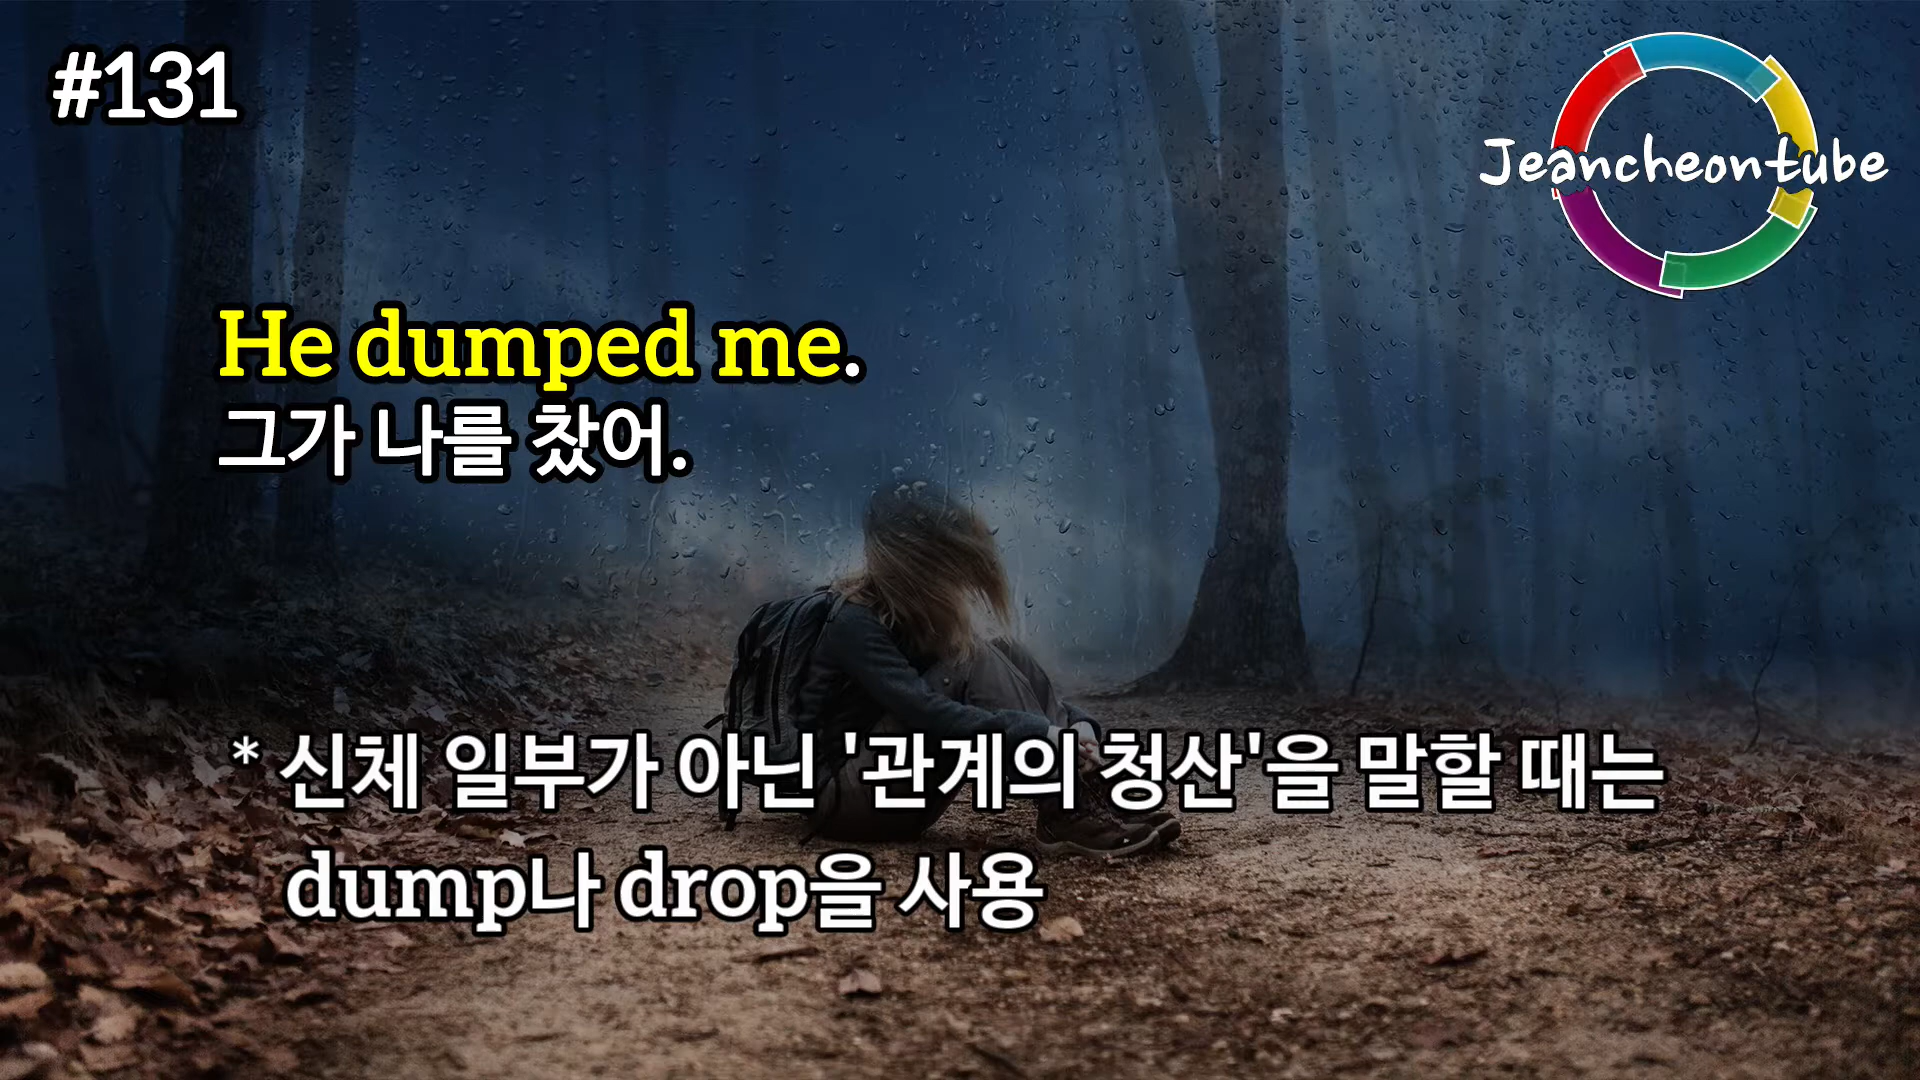 #131
Jeancheontube
He dumped me.
그가 나를 찼어.
* 신체 일부가 아닌 '관계의 청산'을 말할 때는
dump나 drop을 사용